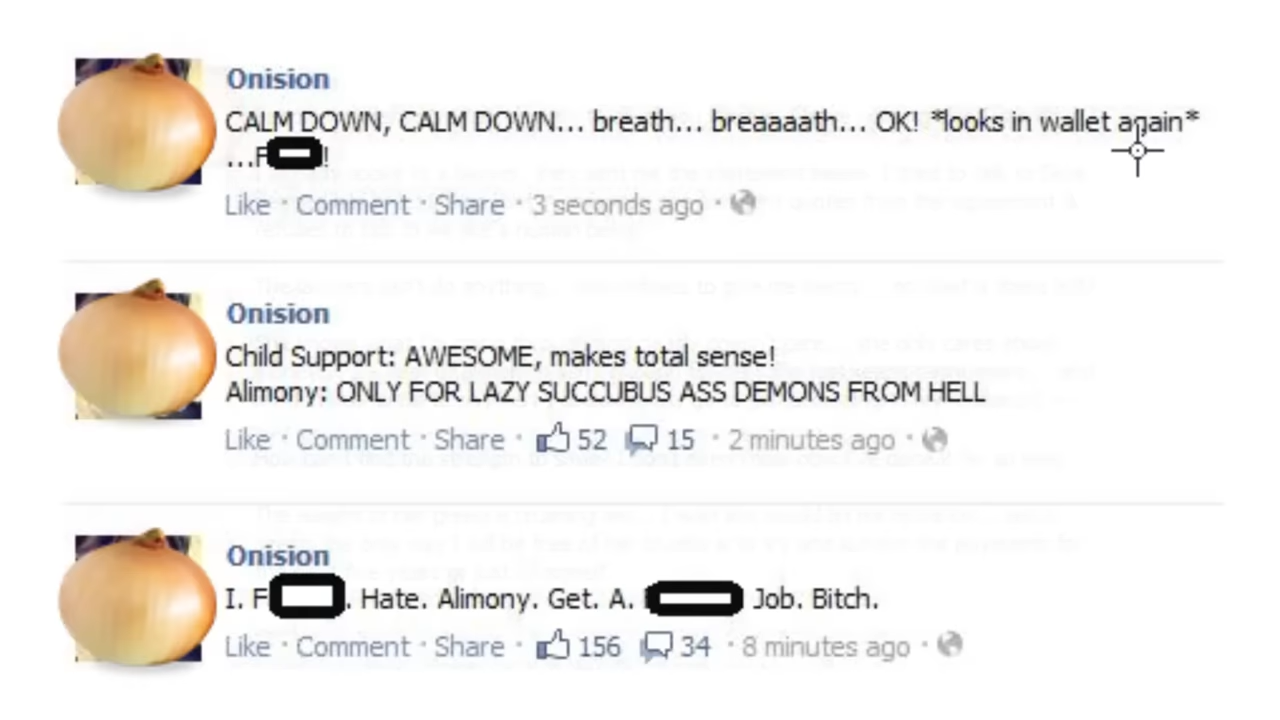 Onision
CALM DOWN, CALM DOWN... breath... breaaaath... OK! *looks in wallet again*
...F!
Like · Comment · Share · 3 seconds ago ·
Onision
Child Support: AWESOME, makes total sense!
Alimony: ONLY FOR LAZY SUCCUBUS ASS DEMONS FROM HELL
Like · Comment · Share · 52 15 · 2 minutes ago ·
Onision
I. F. Hate. Alimony. Get. A. Job. Bitch.
Like · Comment · Share · 156 34 · 8 minutes ago ·